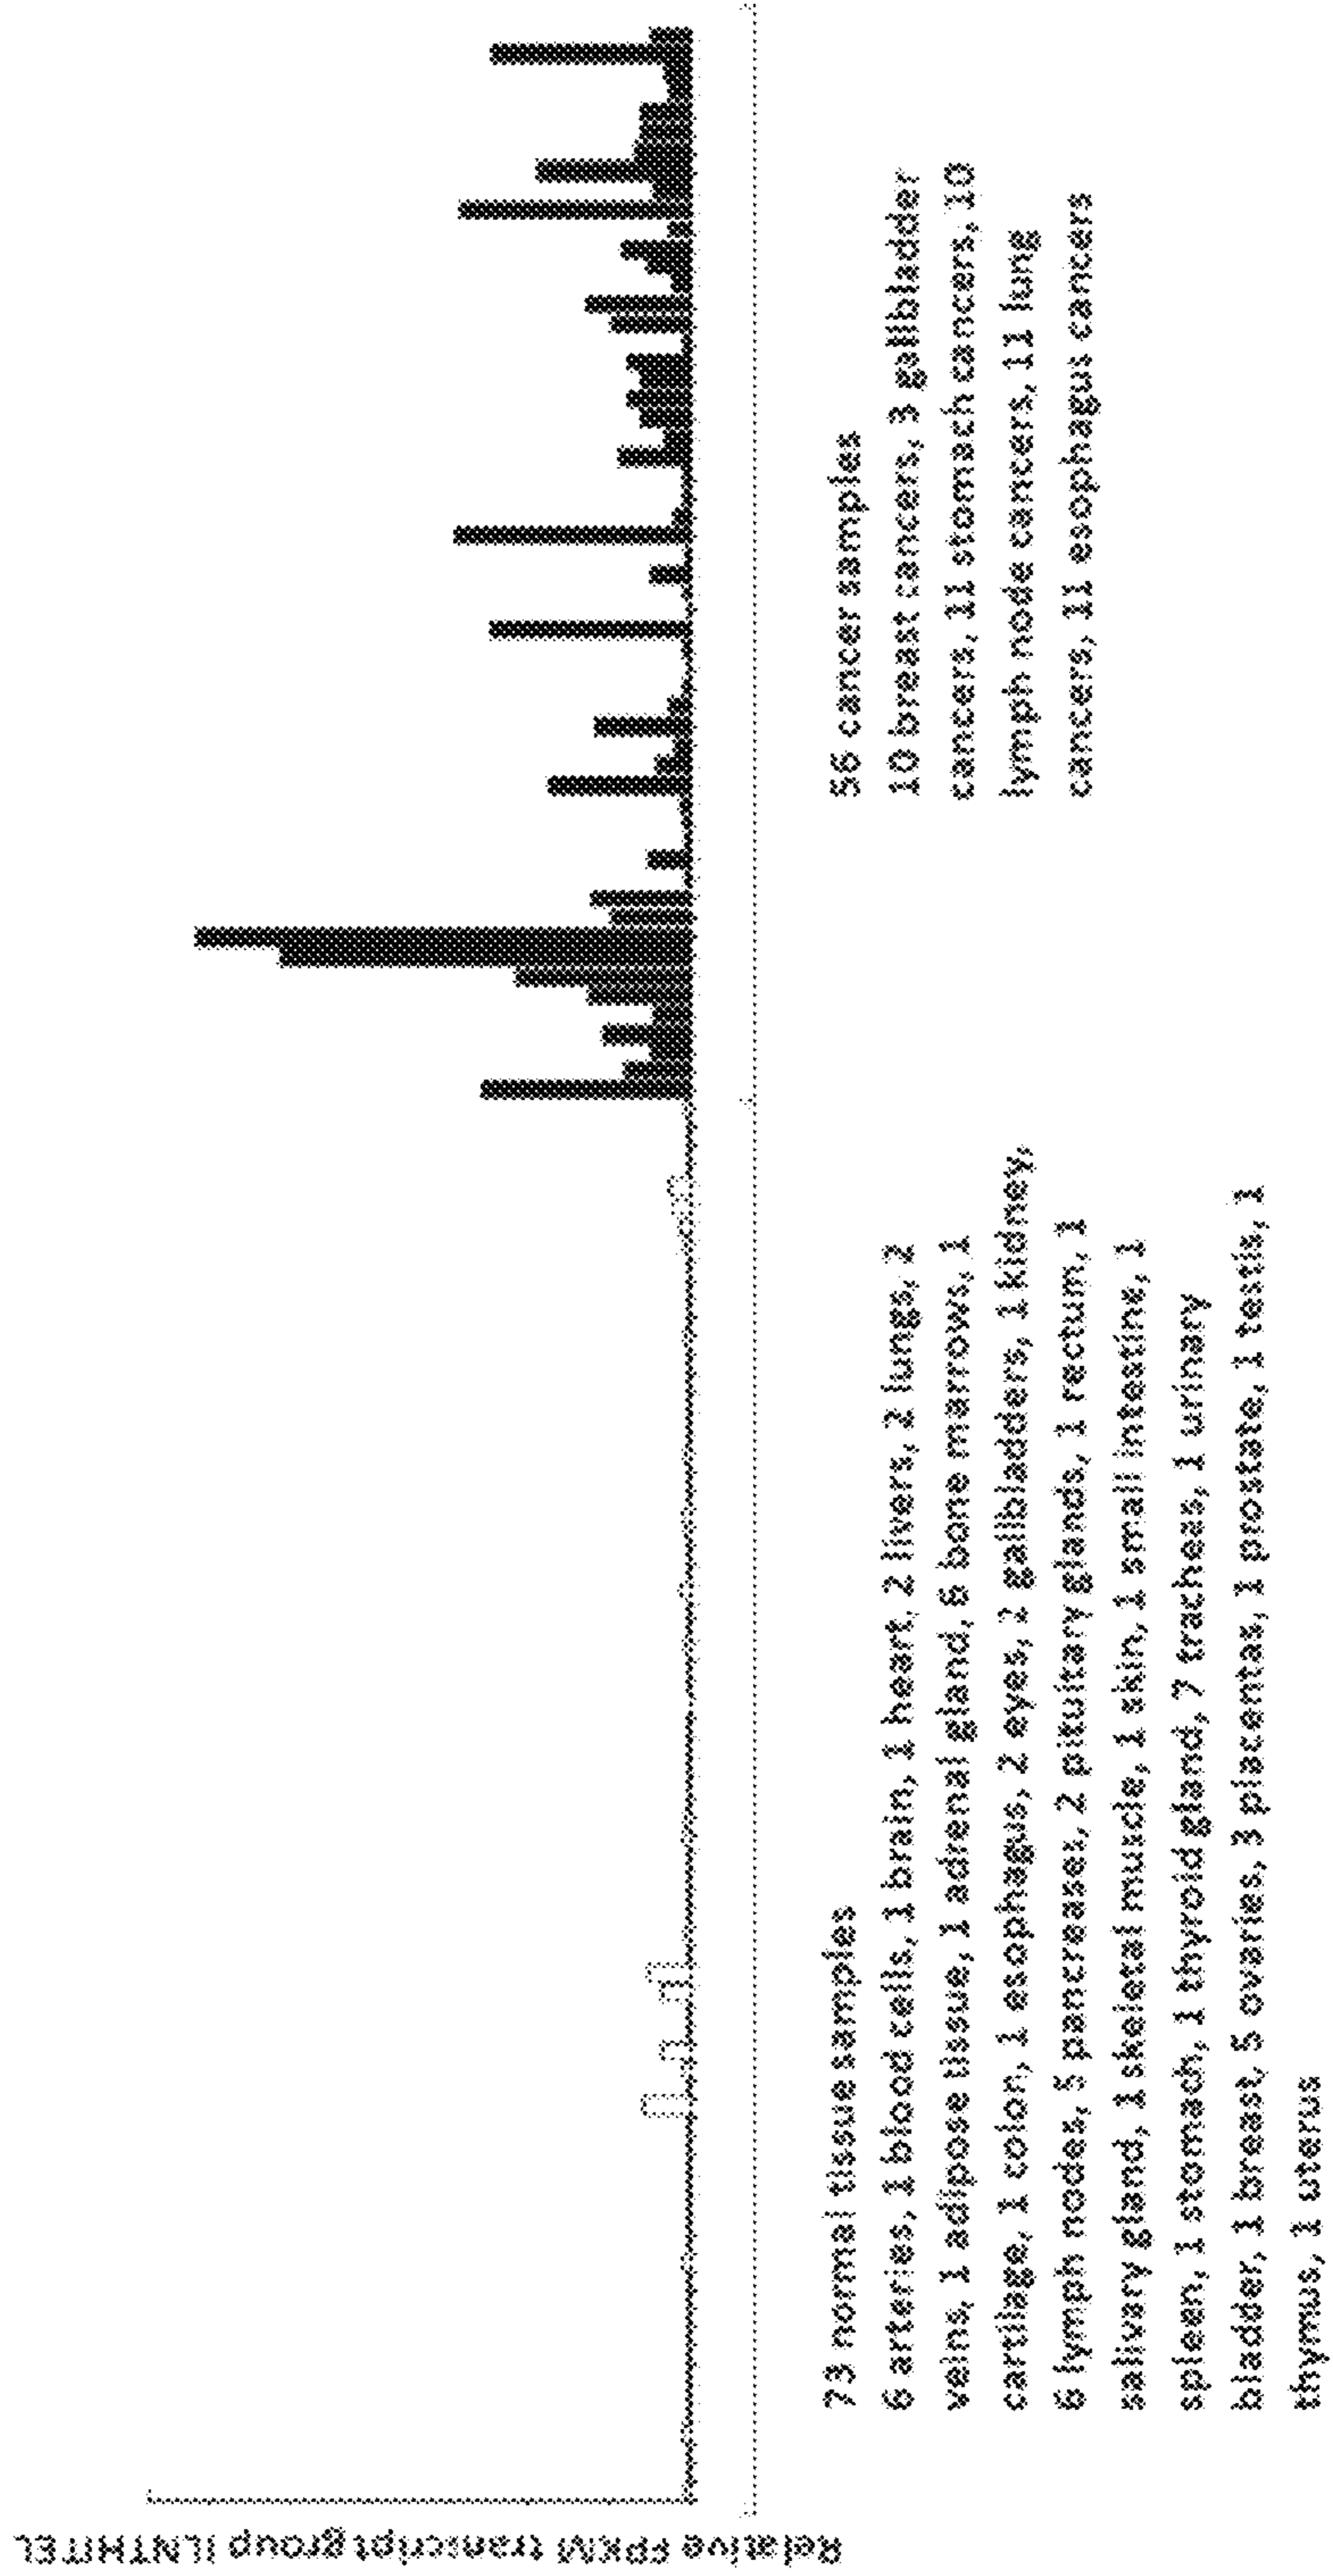 Relative FPKM transcript group ILNTHITEL
73 normal tissue samples
6 arteries, 1 blood cells, 1 brain, 1 heart, 2 livers, 2 lungs, 2
veins, 1 adipose tissue, 1 adrenal gland, 6 bone marrows, 1
cartilage, 1 colon, 1 esophagus, 2 eyes, 2 gallbladders, 1 kidney,
6 lymph nodes, 5 pancreases, 2 pituitary glands, 1 rectum, 1
salivary gland, 1 skeletal muscle, 1 skin, 1 small intestine, 1
spleen, 1 stomach, 1 thyroid gland, 7 tracheas, 1 urinary
bladder, 1 breast, 5 ovaries, 3 placentas, 1 prostate, 1 testis, 1
thymus, 1 uterus
56 cancer samples
10 breast cancers, 3 gallbladder
cancers, 11 stomach cancers, 10
lymph node cancers, 11 lung
cancers, 11 esophagus cancers